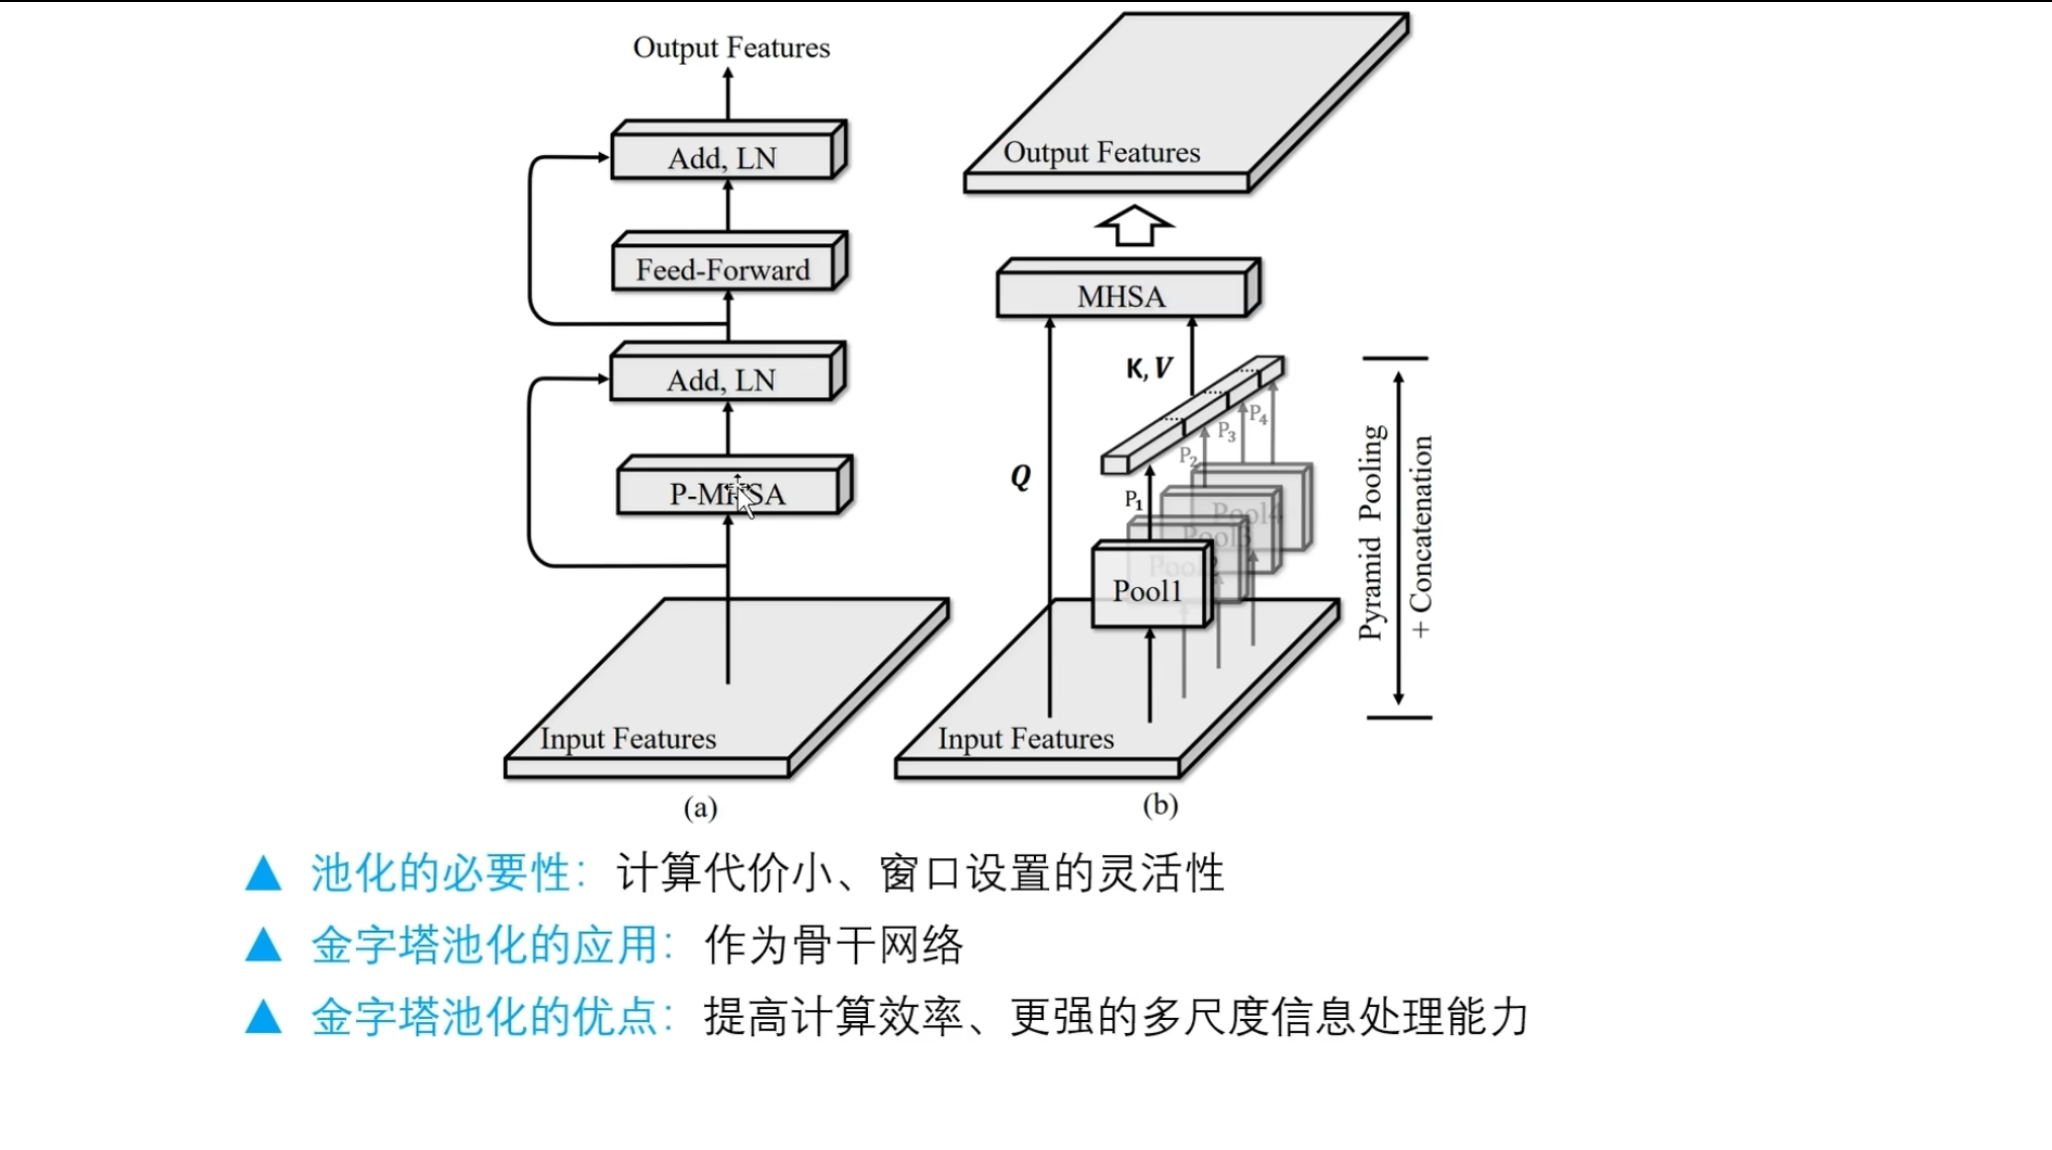 Output Features
Add, LN
Feed-Forward
Add, LN
P-MHSA
Input Features
(a)
Output Features
MHSA
K, V
Q
P₁
P₂
P₃
P₄
Pool1
Pool2
Pool3
Pool4
Input Features
(b)
Pyramid Pooling
+ Concatenation
▲ 池化的必要性：计算代价小、窗口设置的灵活性
▲ 金字塔池化的应用：作为骨干网络
▲ 金字塔池化的优点：提高计算效率、更强的多尺度信息处理能力